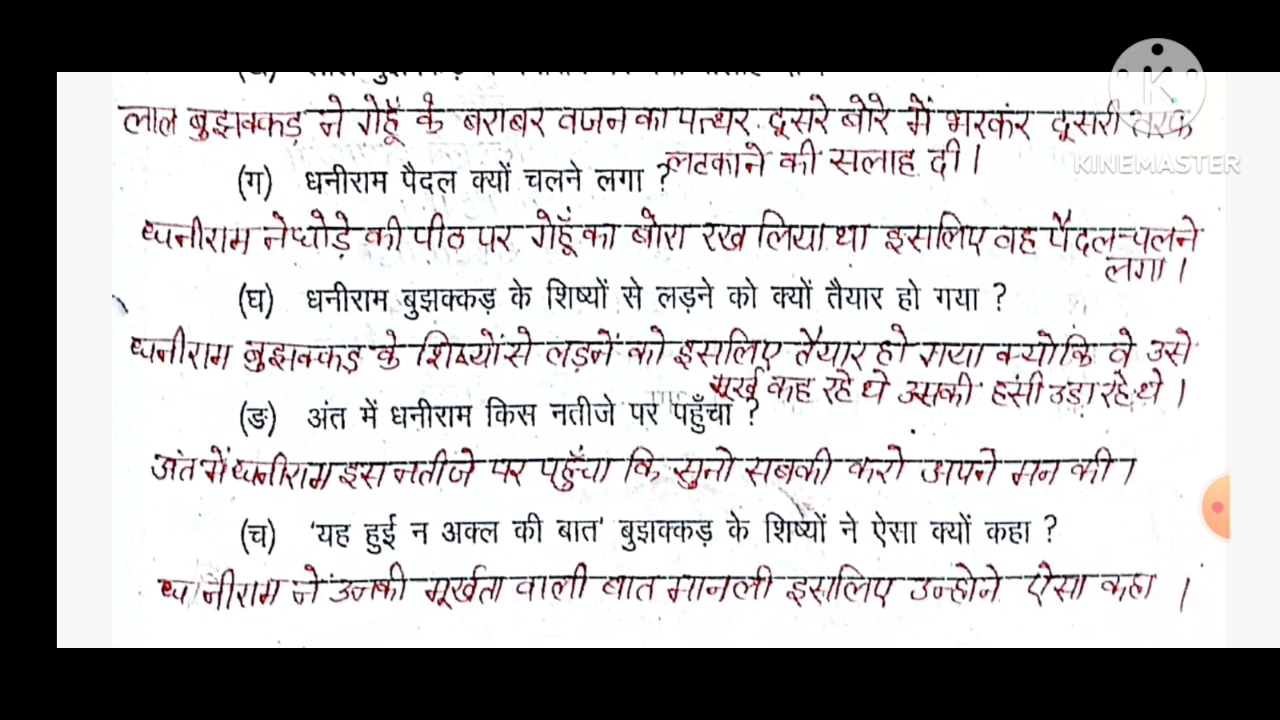 लाल बुझक्कड़ ने गेहूँ के बराबर वजन का पत्थर दूसरे बोरे में भरकंर दूसरी तरफ
लटकाने की सलाह दी।
KINEMASTER
(ग) धनीराम पैदल क्यों चलने लगा ?
धनीराम ने घोड़े की पीठ पर गेहूँ का बोरा रख लिया था इसलिए वह पैदल चलने
लगा।
(घ) धनीराम बुझक्कड़ के शिष्यों से लड़ने को क्यों तैयार हो गया ?
धनीराम बुझक्कड़ के शिष्यों से लड़नें को इसलिए तैयार हो गया क्योकि वे उसे
मूर्ख कह रहे थे उसकी हंसी उड़ा रहे थे।
(ङ) अंत में धनीराम किस नतीजे पर पहुँचा ?
अंत में धनीराम इस नतीजे पर पहुँचा कि सुनो सबकी करो अपने मन की।
(च) 'यह हुई न अक्ल की बात' बुझक्कड़ के शिष्यों ने ऐसा क्यों कहा ?
धनीराम ने उनकी मूर्खता वाली बात मानली इसलिए उन्होने ऐसा कहा ।